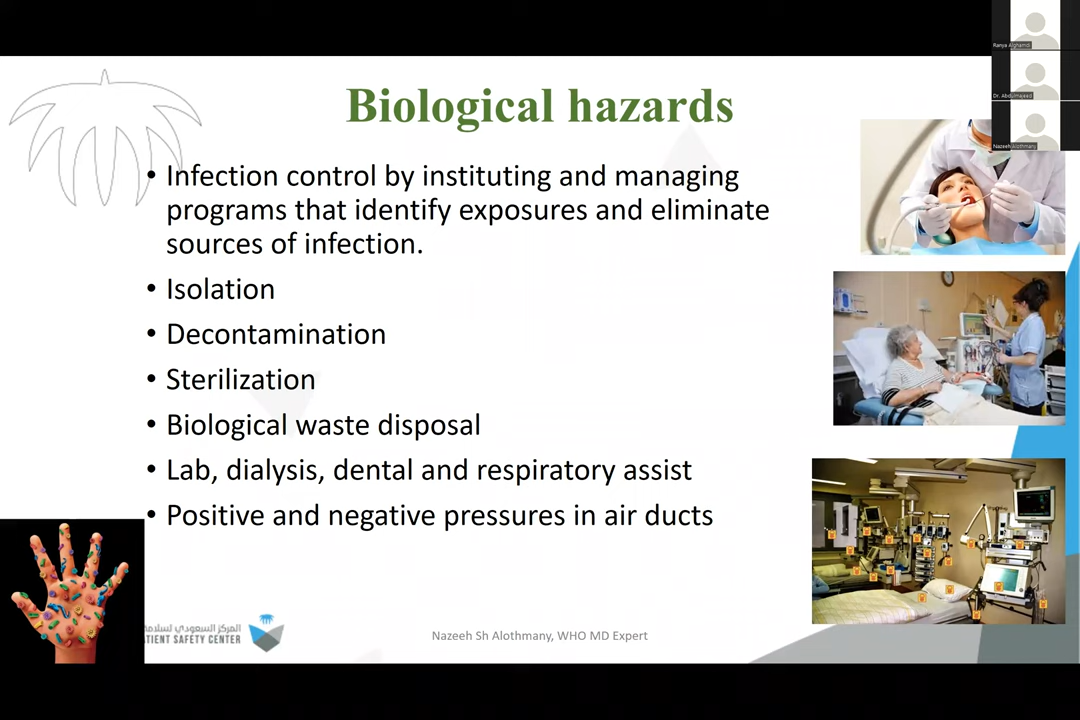 Ranya Alghamdi
Dr. Abdulmajeed
Nazeeh Alothmany
Biological hazards
• Infection control by instituting and managing
programs that identify exposures and eliminate
sources of infection.
• Isolation
• Decontamination
• Sterilization
• Biological waste disposal
• Lab, dialysis, dental and respiratory assist
• Positive and negative pressures in air ducts
المركز السعودي لسلامة
ATIENT SAFETY CENTER
Nazeeh Sh Alothmany, WHO MD Expert